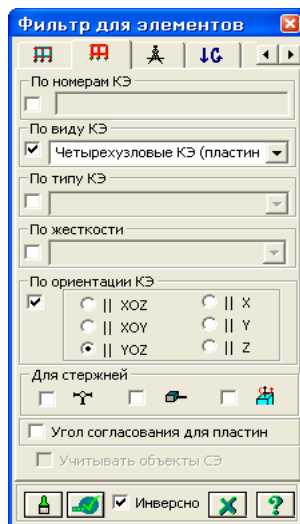 Фильтр для элементов
По номерам КЭ
По виду КЭ
Четырехузловые КЭ (пластин
По типу КЭ
По жесткости
По ориентации КЭ
|| XOZ || X
|| XOY || Y
|| YOZ || Z
Для стержней
Угол согласования для пластин
Учитывать объекты СЭ
Инверсно